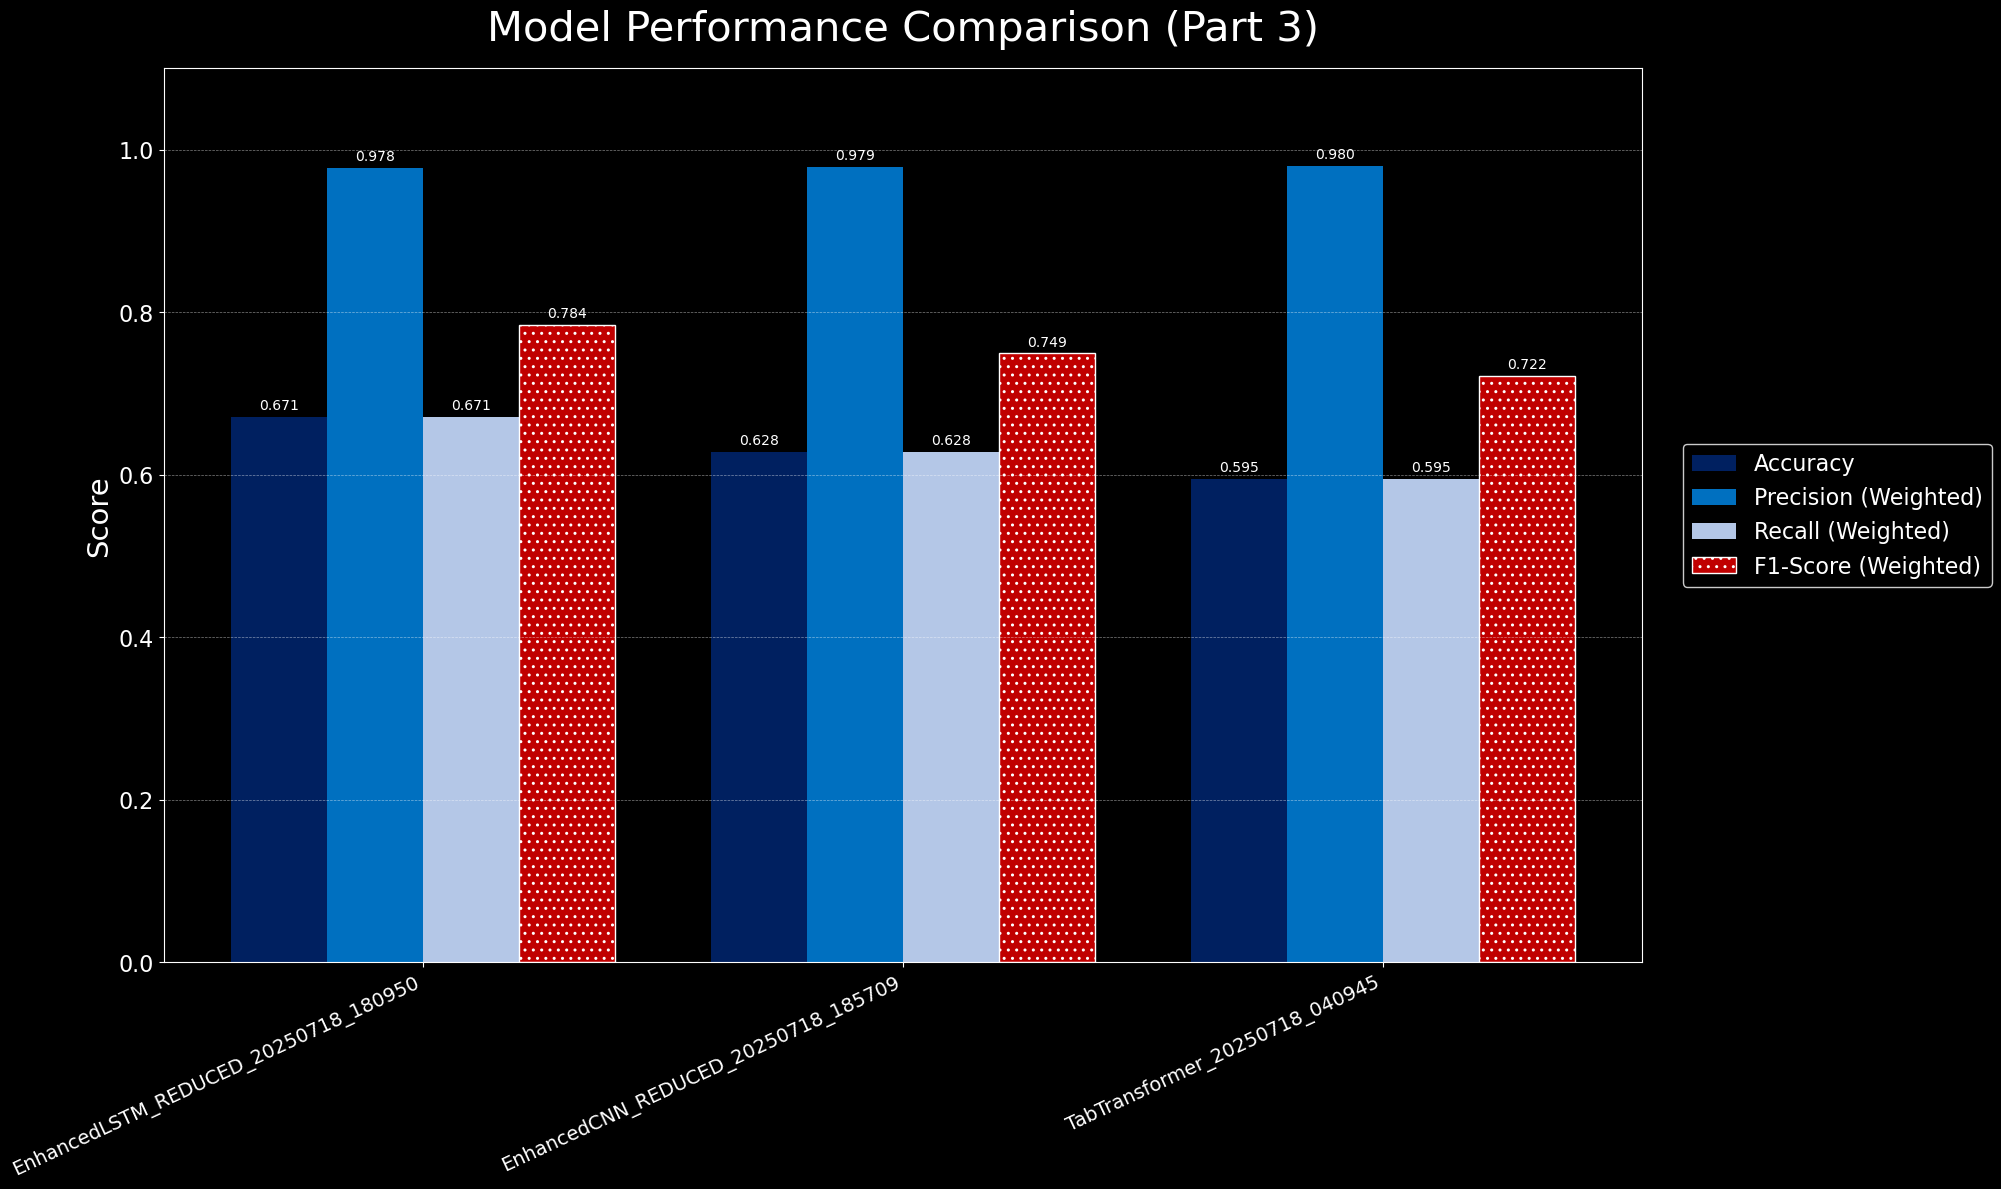 Model Performance Comparison (Part 3)
Score
1.0
0.8
0.6
0.4
0.2
0.0
0.671
0.978
0.671
0.784
0.628
0.979
0.628
0.749
0.595
0.980
0.595
0.722
EnhancedLSTM_REDUCED_20250718_180950
EnhancedCNN_REDUCED_20250718_185709
TabTransformer_20250718_040945
Accuracy
Precision (Weighted)
Recall (Weighted)
F1-Score (Weighted)